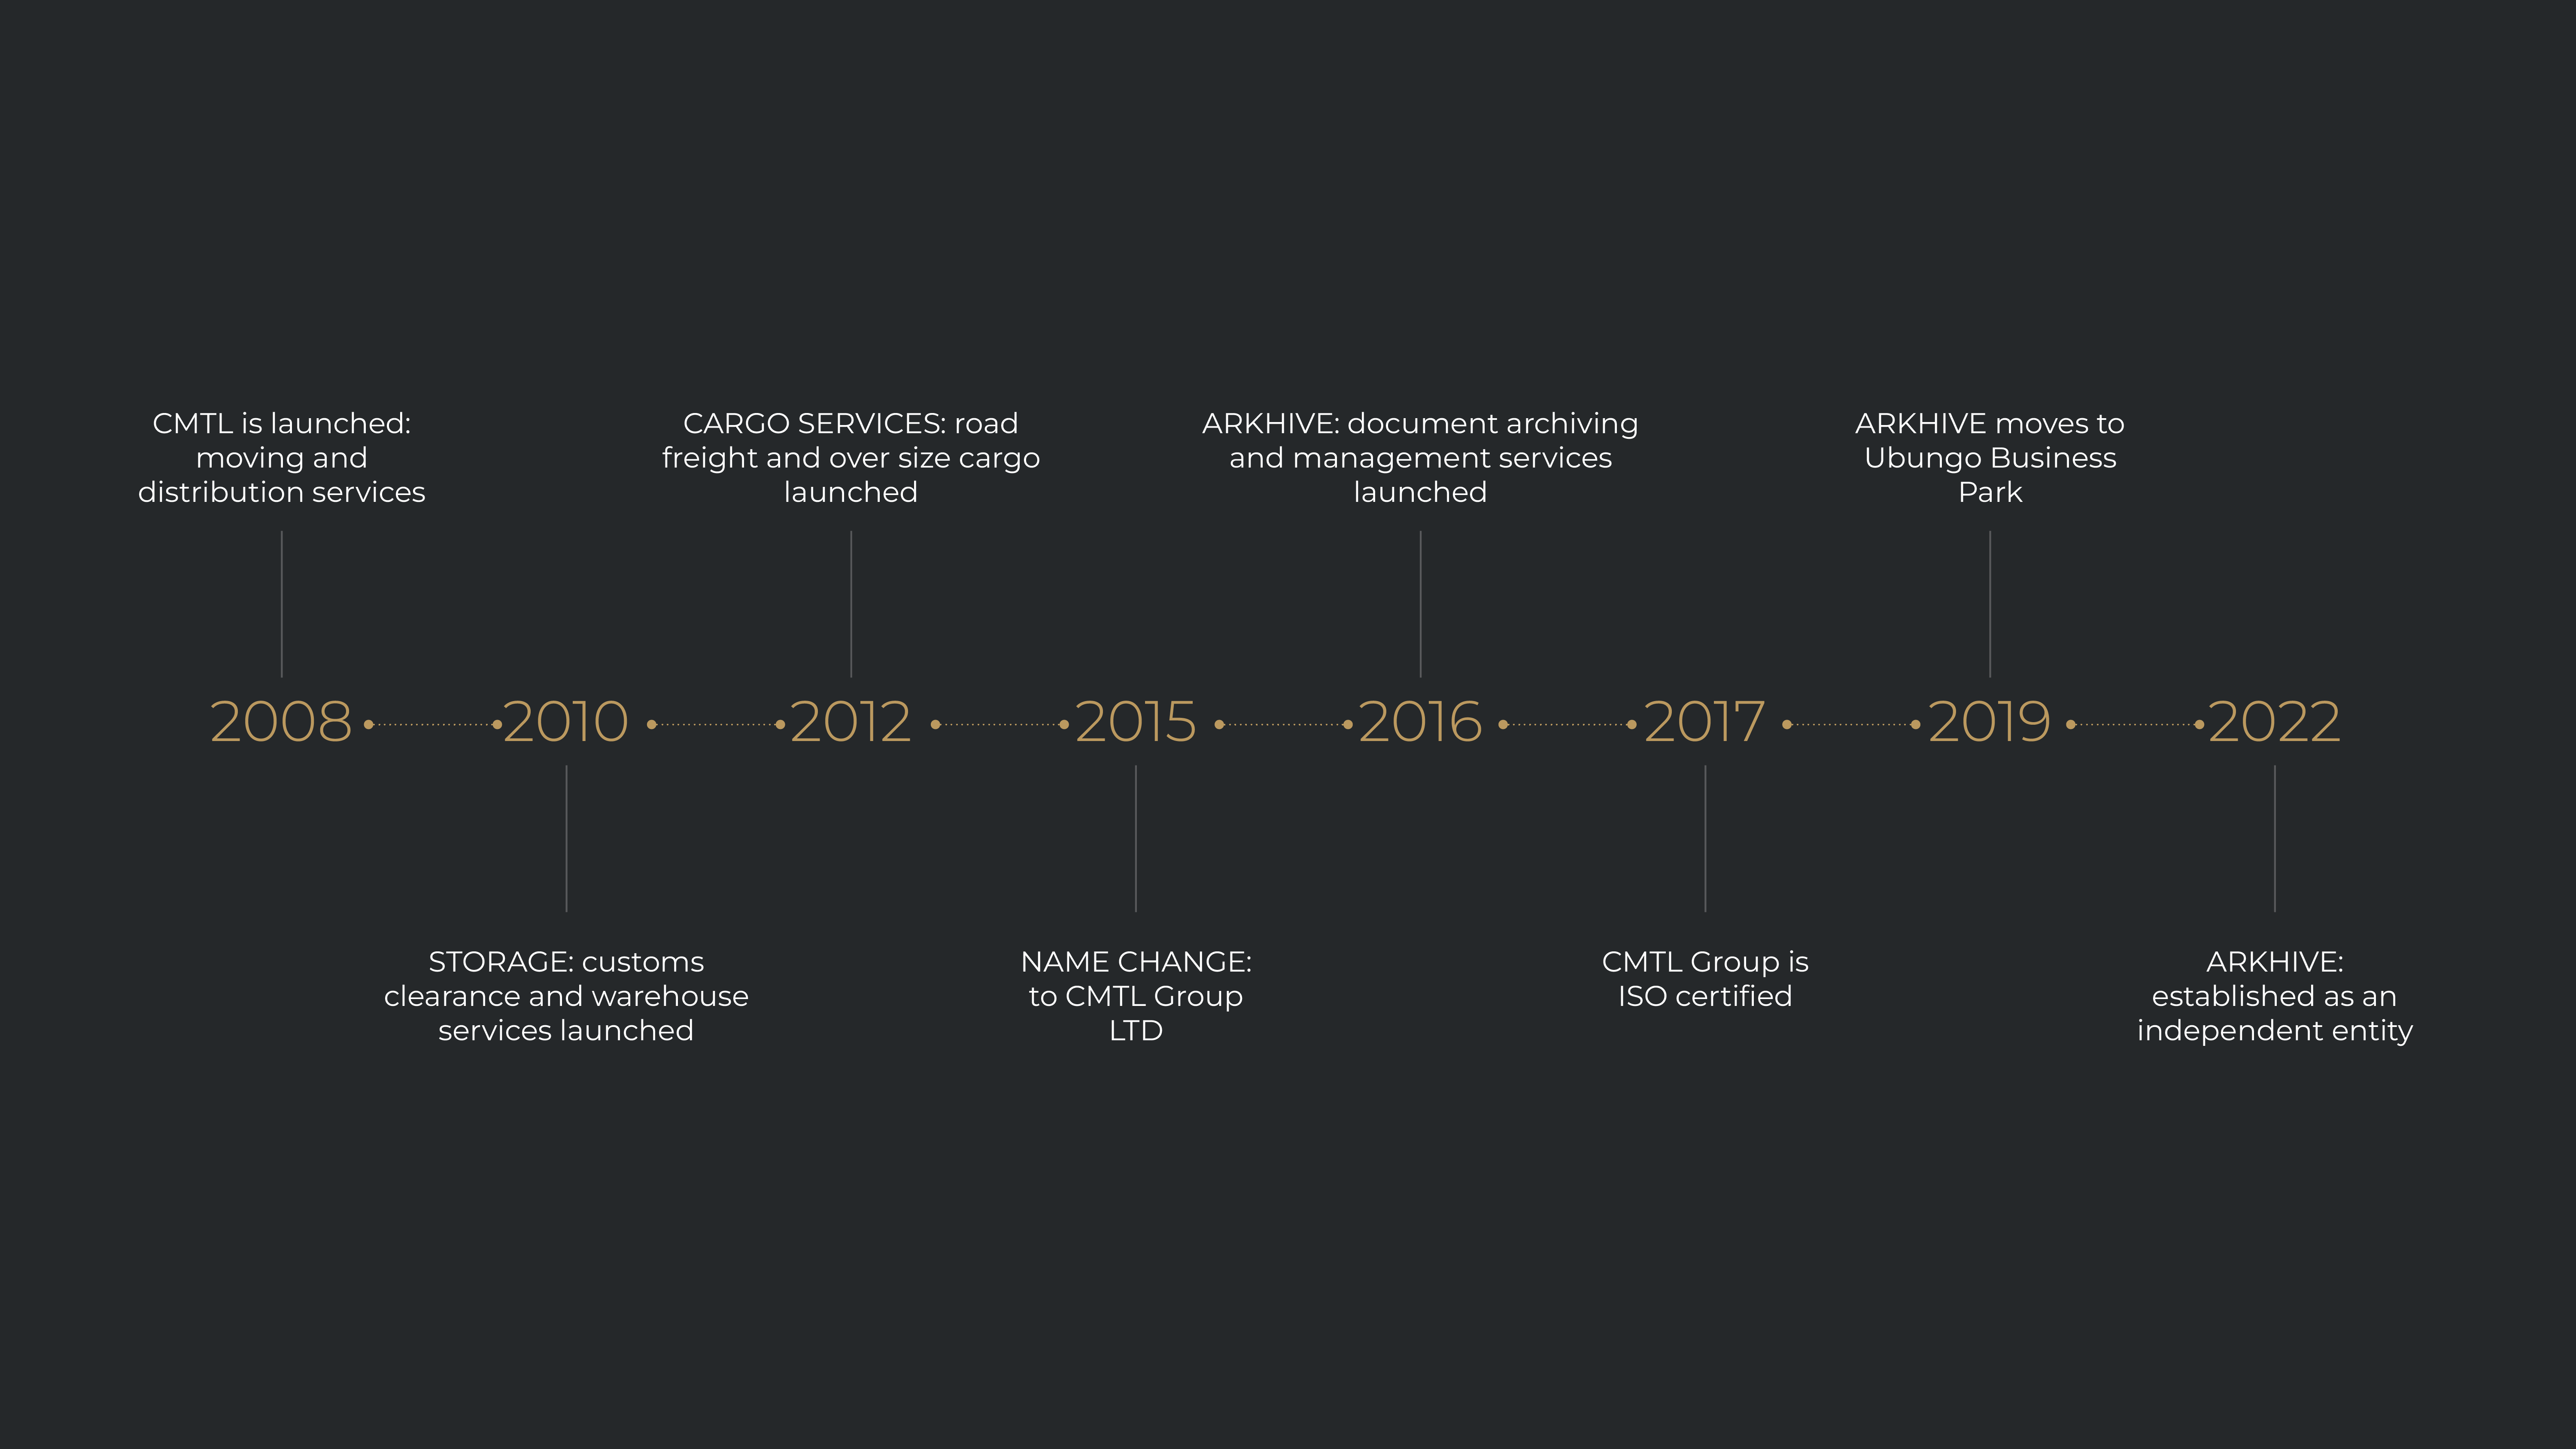 CMTL is launched:
moving and
distribution services
CARGO SERVICES: road
freight and over size cargo
launched
ARKHIVE: document archiving
and management services
launched
ARKHIVE moves to
Ubungo Business
Park
2008
2010
2012
2015
2016
2017
2019
2022
STORAGE: customs
clearance and warehouse
services launched
NAME CHANGE:
to CMTL Group
LTD
CMTL Group is
ISO certified
ARKHIVE:
established as an
independent entity